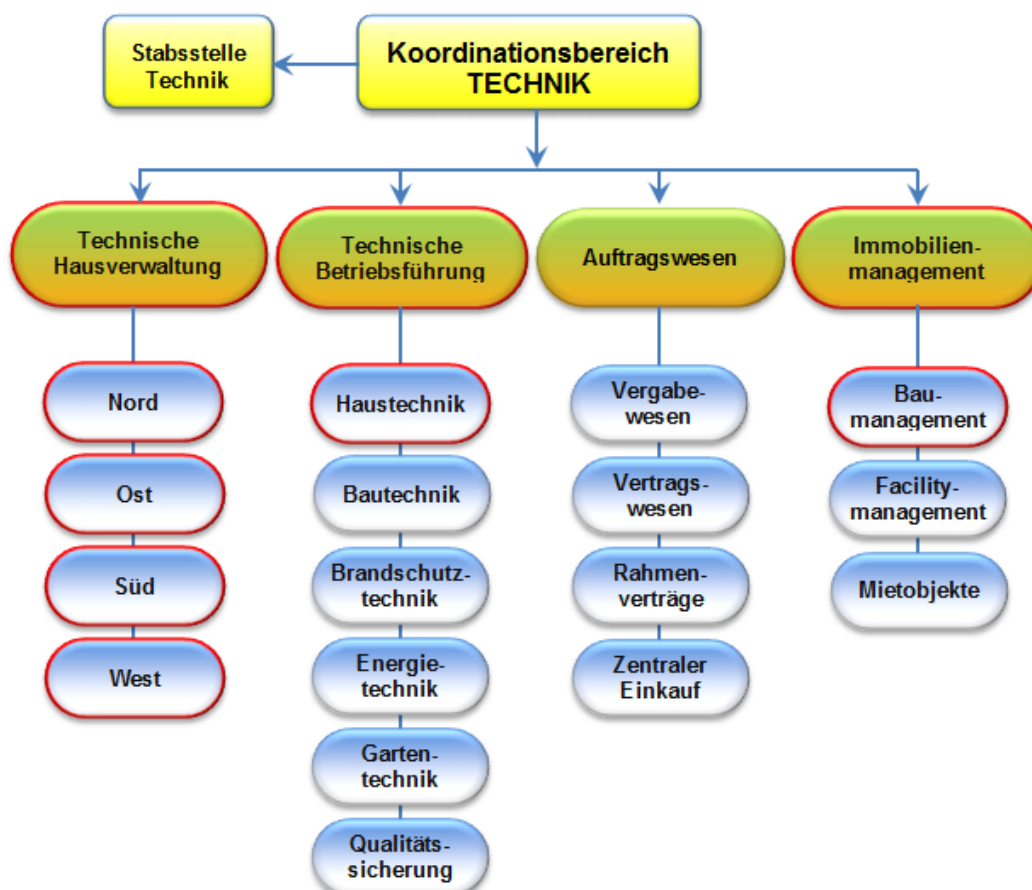 Stabsstelle
Technik
Koordinationsbereich
TECHNIK
Technische
Hausverwaltung
Technische
Betriebsführung
Auftragswesen
Immobilien-
management
Nord
Ost
Süd
West
Haustechnik
Bautechnik
Brandschutz-
technik
Energie-
technik
Garten-
technik
Qualitäts-
sicherung
Vergabe-
wesen
Vertrags-
wesen
Rahmen-
verträge
Zentraler
Einkauf
Bau-
management
Facility-
management
Mietobjekte